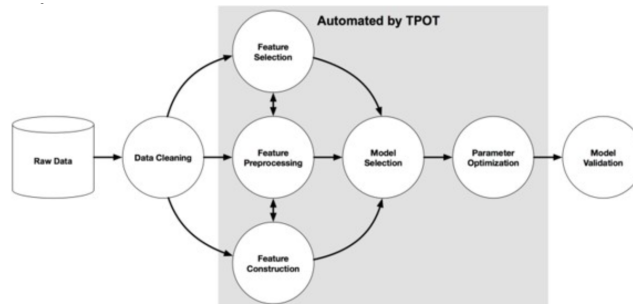 Automated by TPOT
Feature
Selection
Raw Data
Data Cleaning
Feature
Preprocessing
Model
Selection
Parameter
Optimization
Model
Validation
Feature
Construction